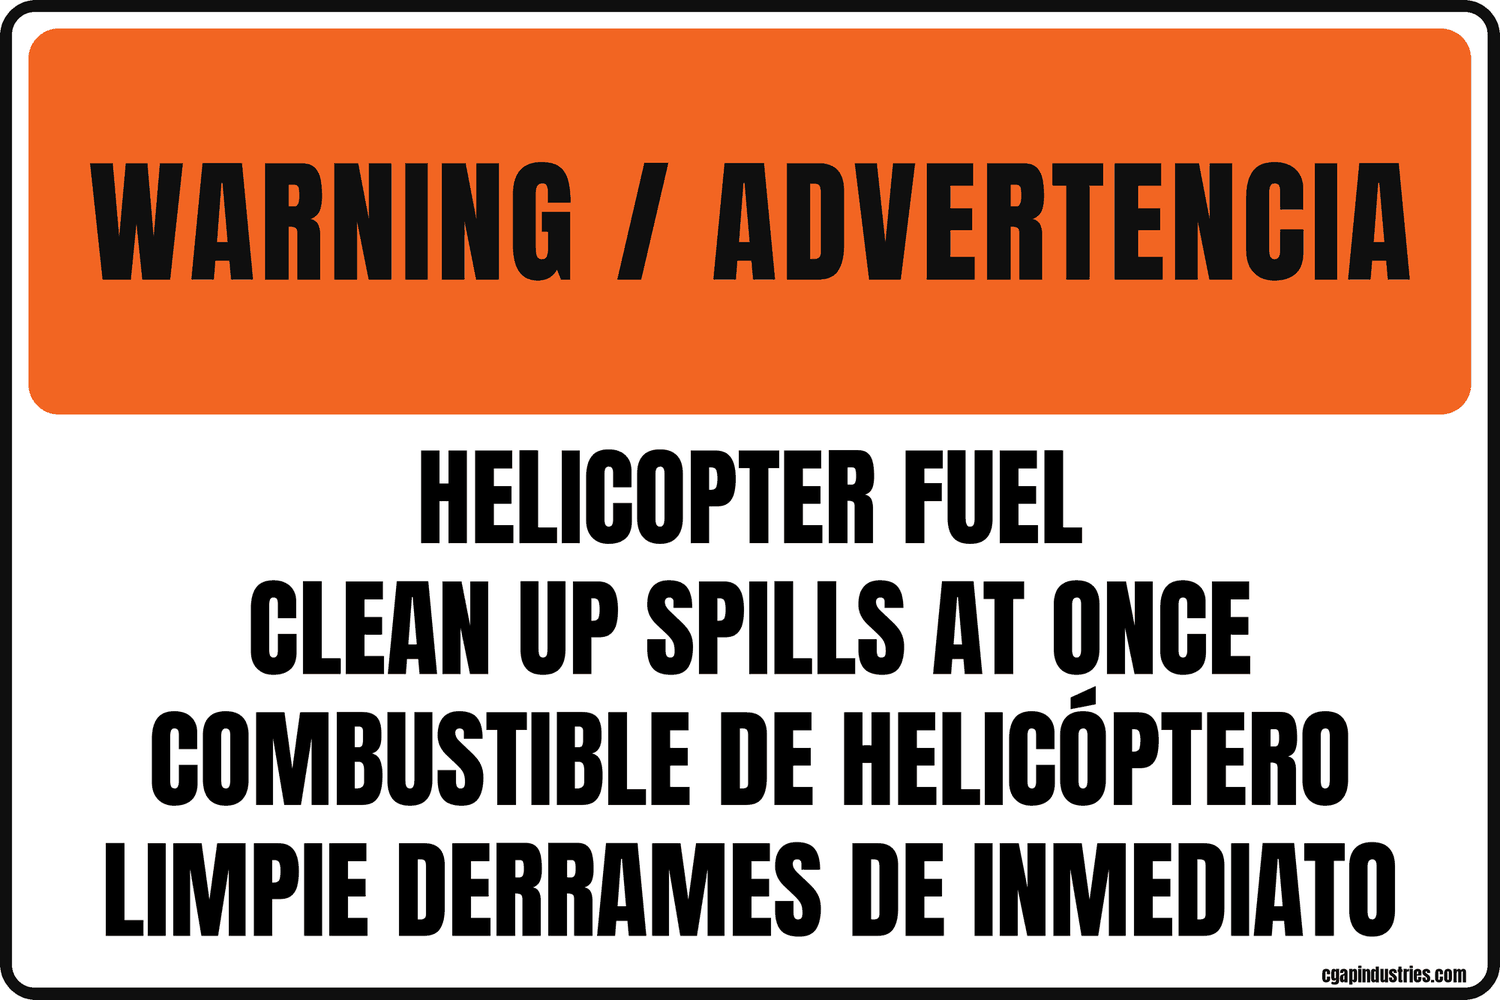 WARNING / ADVERTENCIA
HELICOPTER FUEL
CLEAN UP SPILLS AT ONCE
COMBUSTIBLE DE HELICÓPTERO
LIMPIE DERRAMES DE INMEDIATO
cgapindustries.com